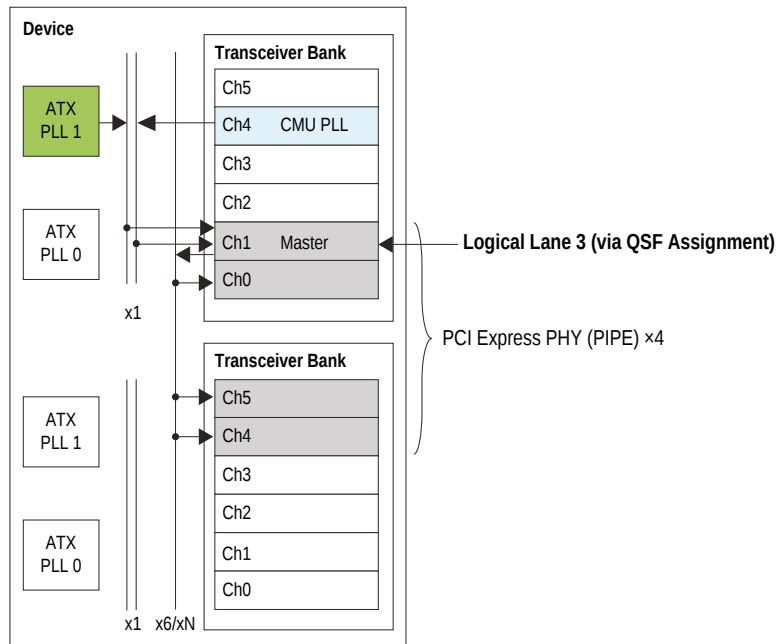 Device
Transceiver Bank
Ch5
ATX
PLL 1
Ch4 CMU PLL
Ch3
Ch2
ATX
PLL 0
Ch1 Master
Logical Lane 3 (via QSF Assignment)
Ch0
x1
PCI Express PHY (PIPE) ×4
Transceiver Bank
Ch5
ATX
PLL 1
Ch4
Ch3
Ch2
ATX
PLL 0
Ch1
Ch0
x1 x6/xN